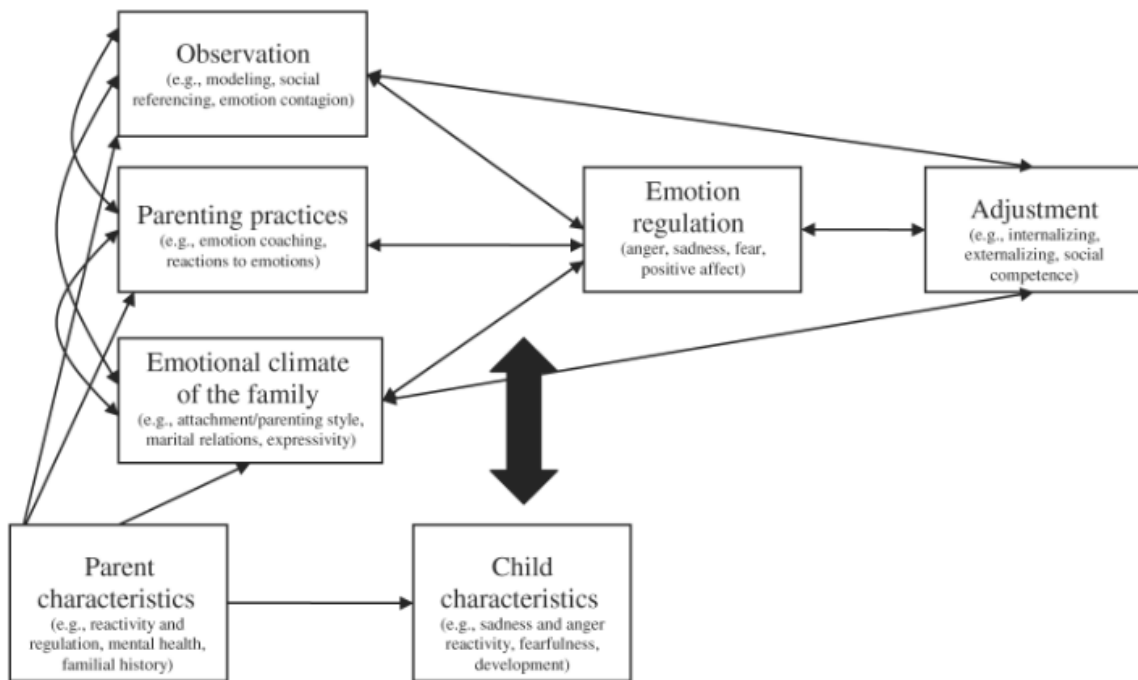 Observation
(e.g., modeling, social
referencing, emotion contagion)
Parenting practices
(e.g., emotion coaching,
reactions to emotions)
Emotion
regulation
(anger, sadness, fear,
positive affect)
Adjustment
(e.g., internalizing,
externalizing, social
competence)
Emotional climate
of the family
(e.g., attachment/parenting style,
marital relations, expressivity)
Parent
characteristics
(e.g., reactivity and
regulation, mental health,
familial history)
Child
characteristics
(e.g., sadness and anger
reactivity, fearfulness,
development)